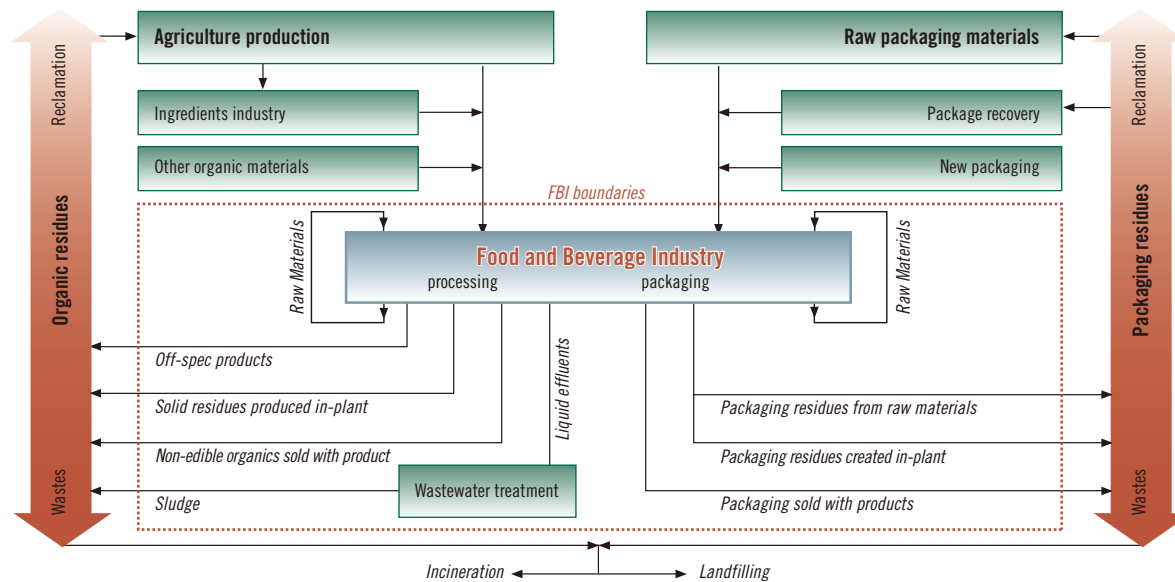 Reclamation
Agriculture production
Raw packaging materials
Reclamation
Ingredients industry
Package recovery
Other organic materials
New packaging
FBI boundaries
Organic residues
Raw Materials
Food and Beverage Industry
processing
packaging
Raw Materials
Packaging residues
Off-spec products
Liquid effluents
Solid residues produced in-plant
Packaging residues from raw materials
Non-edible organics sold with product
Packaging residues created in-plant
Wastes
Sludge
Wastewater treatment
Packaging sold with products
Wastes
Incineration
Landfilling